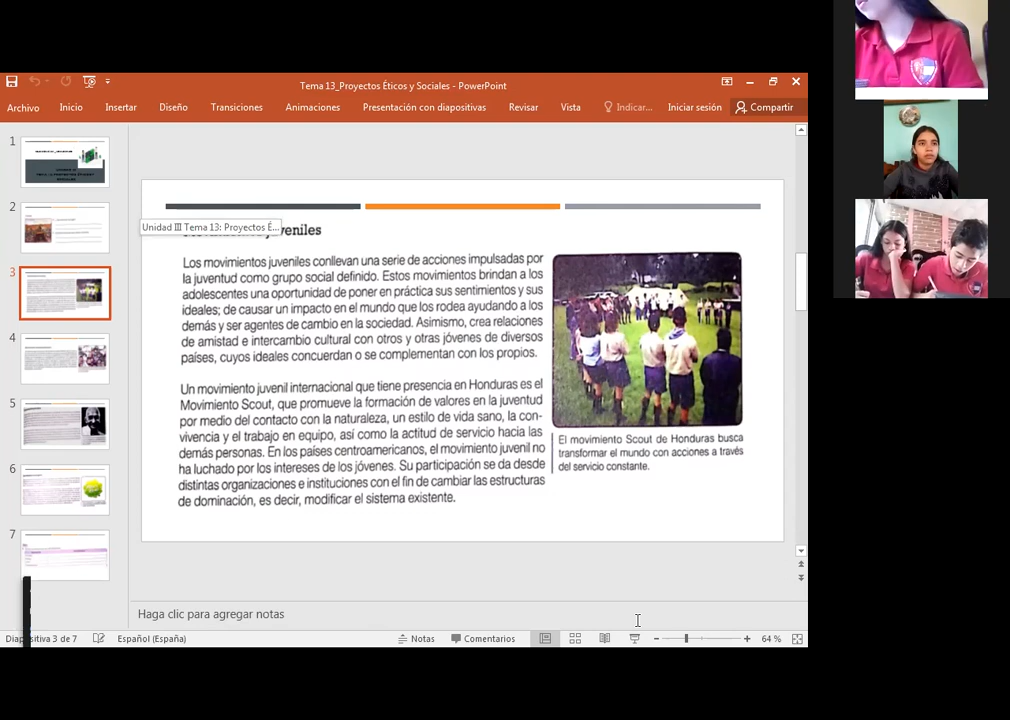 Tema 13_Proyectos Éticos y Sociales - PowerPoint
Archivo Inicio Insertar Diseño Transiciones Animaciones Presentación con diapositivas Revisar Vista Indicar... Iniciar sesión Compartir
1
2
3
4
5
6
7
Unidad III Tema 13: Proyectos É...
juveniles
Los movimientos juveniles conllevan una serie de acciones impulsadas por
la juventud como grupo social definido. Estos movimientos brindan a los
adolescentes una oportunidad de poner en práctica sus sentimientos y sus
ideales; de causar un impacto en el mundo que los rodea ayudando a los
demás y ser agentes de cambio en la sociedad. Asimismo, crea relaciones
de amistad e intercambio cultural con otros y otras jóvenes de diversos
países, cuyos ideales concuerdan o se complementan con los propios.
Un movimiento juvenil internacional que tiene presencia en Honduras es el
Movimiento Scout, que promueve la formación de valores en la juventud
por medio del contacto con la naturaleza, un estilo de vida sano, la con-
vivencia y el trabajo en equipo, así como la actitud de servicio hacia las
demás personas. En los países centroamericanos, el movimiento juvenil no
ha luchado por los intereses de los jóvenes. Su participación se da desde
distintas organizaciones e instituciones con el fin de cambiar las estructuras
de dominación, es decir, modificar el sistema existente.
El movimiento Scout de Honduras busca
transformar el mundo con acciones a través
del servicio constante.
Haga clic para agregar notas
Diapositiva 3 de 7 Español (España) Notas Comentarios 64 %